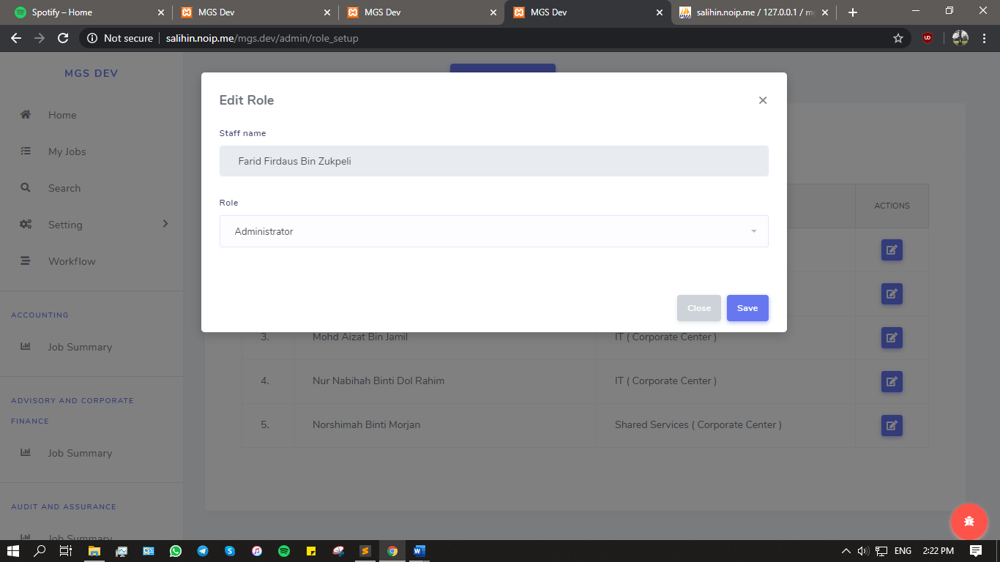 Spotify – Home
MGS Dev
MGS Dev
MGS Dev
salihin.noip.me / 127.0.0.1 /
Not secure
salihin.noip.me/mgs.dev/admin/role_setup
MGS DEV
Home
My Jobs
Search
Setting
Workflow
ACCOUNTING
Job Summary
ADVISORY AND CORPORATE
FINANCE
Job Summary
AUDIT AND ASSURANCE
Job Summary
Edit Role
×
Staff name
Farid Firdaus Bin Zukpeli
Role
Administrator
Close Save
ACTIONS
3. Mohd Aizat Bin Jamil IT ( Corporate Center )
4. Nur Nabihah Binti Dol Rahim IT ( Corporate Center )
5. Norshimah Binti Morjan Shared Services ( Corporate Center )
ENG 2:22 PM